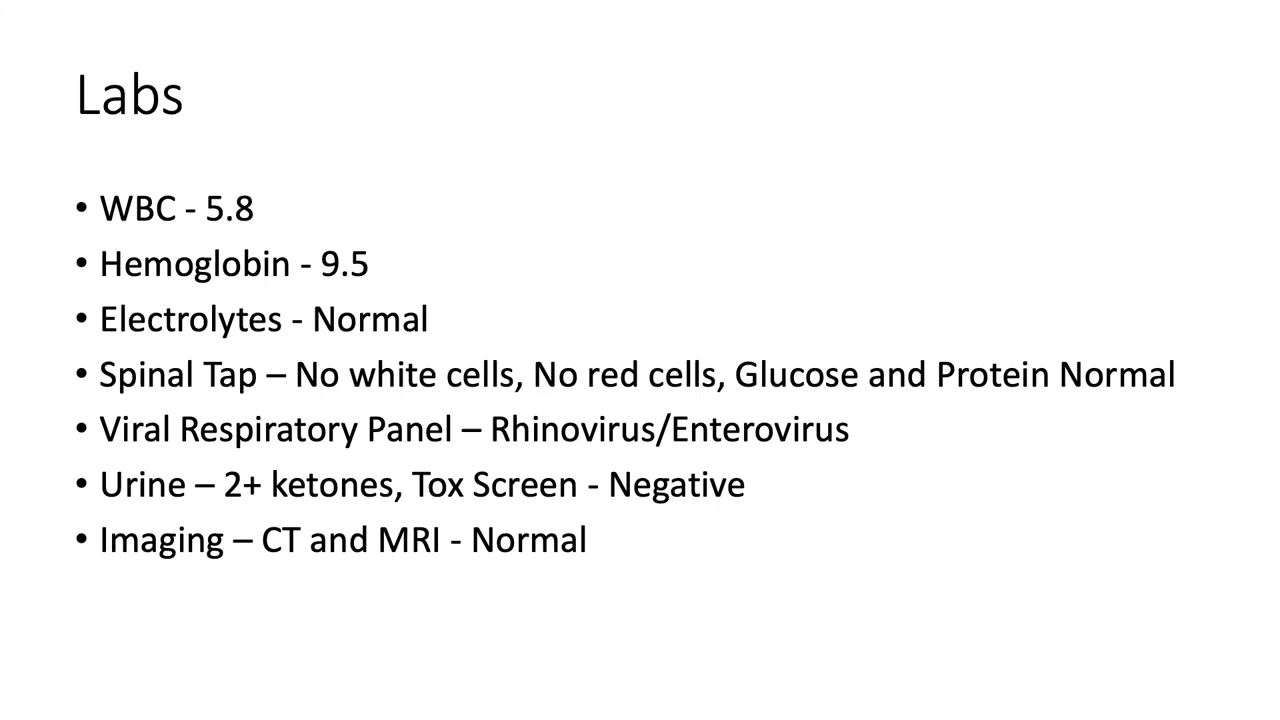 Labs
• WBC - 5.8
• Hemoglobin - 9.5
• Electrolytes - Normal
• Spinal Tap – No white cells, No red cells, Glucose and Protein Normal
• Viral Respiratory Panel – Rhinovirus/Enterovirus
• Urine – 2+ ketones, Tox Screen - Negative
• Imaging – CT and MRI - Normal